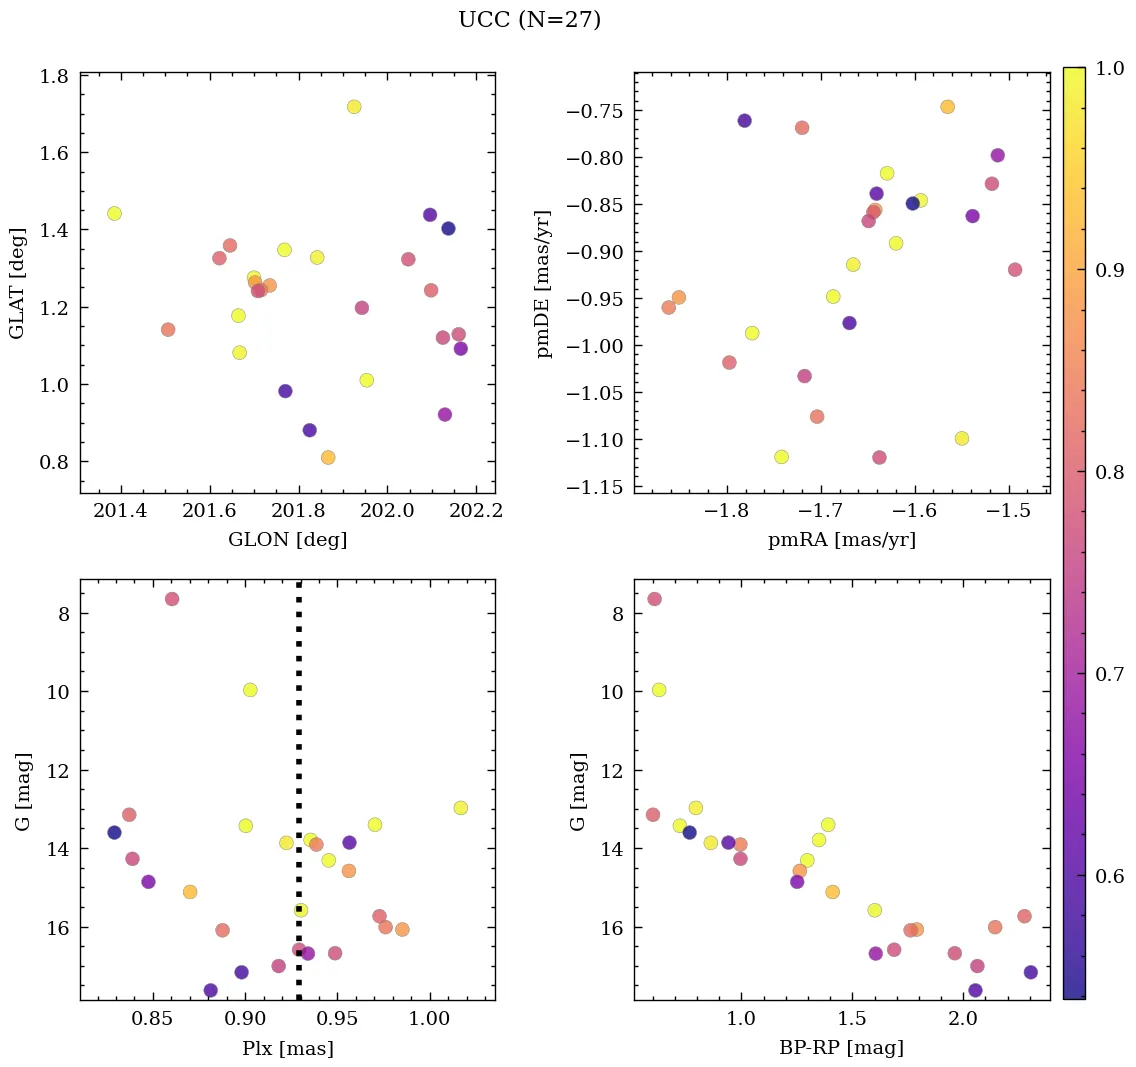 UCC (N=27)
1.8
1.6
1.4
1.2
1.0
0.8
GLAT [deg]
201.4 201.6 201.8 202.0 202.2
GLON [deg]
−0.75
−0.80
−0.85
−0.90
−0.95
−1.00
−1.05
−1.10
−1.15
pmDE [mas/yr]
−1.8 −1.7 −1.6 −1.5
pmRA [mas/yr]
8
10
12
14
16
G [mag]
0.85 0.90 0.95 1.00
Plx [mas]
8
10
12
14
16
G [mag]
1.0 1.5 2.0
BP-RP [mag]
1.0
0.9
0.8
0.7
0.6